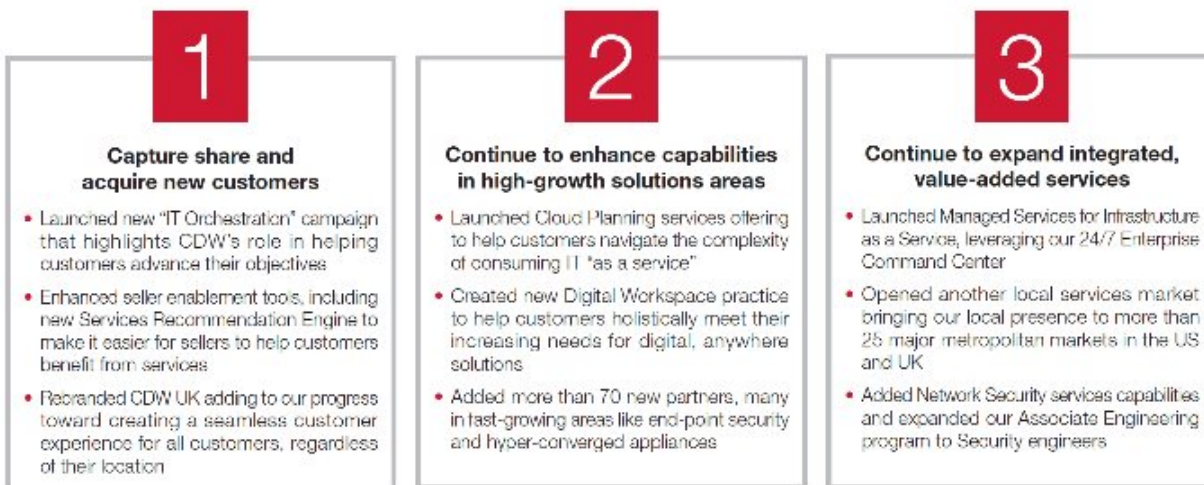 1
Capture share and
acquire new customers
• Launched new “IT Orchestration” campaign
that highlights CDW’s role in helping
customers advance their objectives
• Enhanced seller enablement tools, including
new Services Recommendation Engine to
make it easier for sellers to help customers
benefit from services
• Rebranded CDW UK adding to our progress
toward creating a seamless customer
experience for all customers, regardless
of their location
2
Continue to enhance capabilities
in high-growth solutions areas
• Launched Cloud Planning services offering
to help customers navigate the complexity
of consuming IT “as a service”
• Created new Digital Workspace practice
to help customers holistically meet their
increasing needs for digital, anywhere
solutions
• Added more than 70 new partners, many
in fast-growing areas like end-point security
and hyper-converged appliances
3
Continue to expand integrated,
value-added services
• Launched Managed Services for Infrastructure
as a Service, leveraging our 24/7 Enterprise
Command Center
• Opened another local services market
bringing our local presence to more than
25 major metropolitan markets in the US
and UK
• Added Network Security services capabilities
and expanded our Associate Engineering
program to Security engineers